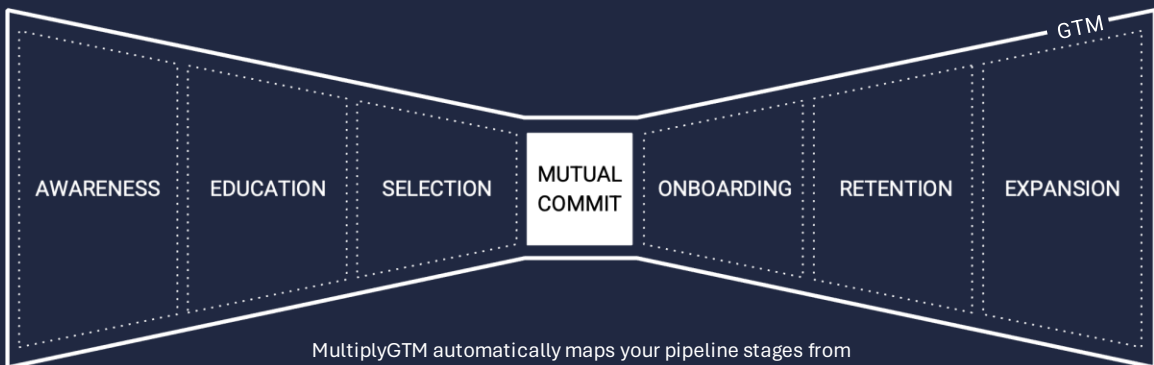 GTM
AWARENESS
EDUCATION
SELECTION
MUTUAL
COMMIT
ONBOARDING
RETENTION
EXPANSION
MultiplyGTM automatically maps your pipeline stages from